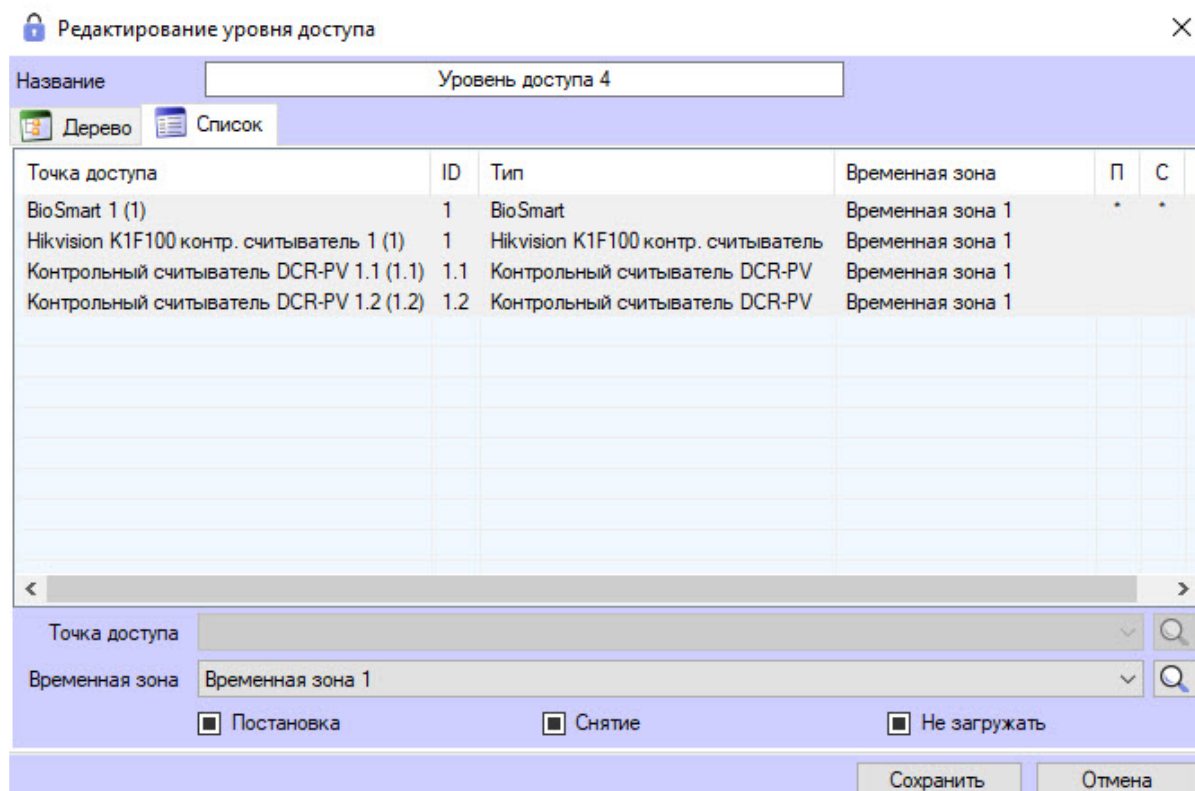 Редактирование уровня доступа
Название Уровень доступа 4
Дерево Список
Точка доступа ID Тип Временная зона П С
BioSmart 1 (1) 1 BioSmart Временная зона 1 * *
Hikvision K1F100 контр. считыватель 1 (1) 1 Hikvision K1F100 контр. считыватель Временная зона 1
Контрольный считыватель DCR-PV 1.1 (1.1) 1.1 Контрольный считыватель DCR-PV Временная зона 1
Контрольный считыватель DCR-PV 1.2 (1.2) 1.2 Контрольный считыватель DCR-PV Временная зона 1
Точка доступа
Временная зона Временная зона 1
Постановка Снятие Не загружать
Сохранить Отмена